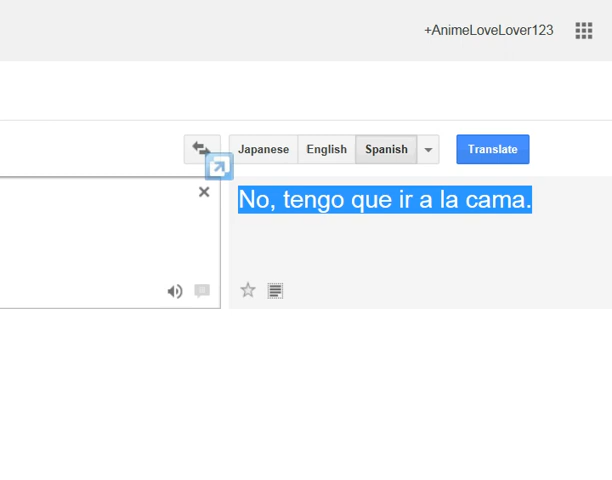 +AnimeLoveLover123
Japanese English Spanish Translate
No, tengo que ir a la cama.